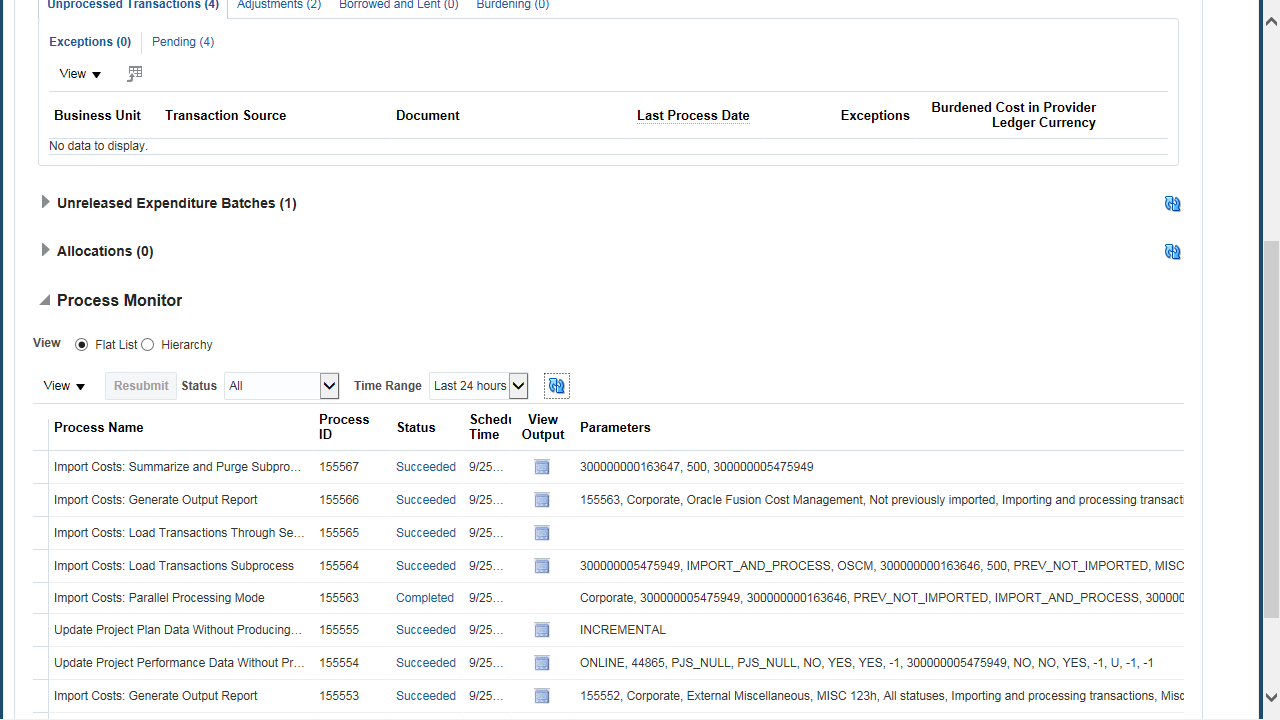 Unprocessed Transactions (4) Adjustments (2) Borrowed and Lent (0) Burdening (0)
Exceptions (0) Pending (4)
View
Business Unit Transaction Source Document Last Process Date Exceptions Burdened Cost in Provider Ledger Currency
No data to display.
Unreleased Expenditure Batches (1)
Allocations (0)
Process Monitor
View Flat List Hierarchy
View Resubmit Status All Time Range Last 24 hours
Process Name Process ID Status Schedu Time View Output Parameters
Import Costs: Summarize and Purge Subpro... 155567 Succeeded 9/25... 300000000163647, 500, 300000005475949
Import Costs: Generate Output Report 155566 Succeeded 9/25... 155563, Corporate, Oracle Fusion Cost Management, Not previously imported, Importing and processing transacti
Import Costs: Load Transactions Through Se... 155565 Succeeded 9/25...
Import Costs: Load Transactions Subprocess 155564 Succeeded 9/25... 300000005475949, IMPORT_AND_PROCESS, OSCM, 300000000163646, 500, PREV_NOT_IMPORTED, MISC
Import Costs: Parallel Processing Mode 155563 Completed 9/25... Corporate, 300000005475949, 300000000163646, PREV_NOT_IMPORTED, IMPORT_AND_PROCESS, 300000
Update Project Plan Data Without Producing... 155555 Succeeded 9/25... INCREMENTAL
Update Project Performance Data Without Pr... 155554 Succeeded 9/25... ONLINE, 44865, PJS_NULL, PJS_NULL, NO, YES, YES, -1, 300000005475949, NO, NO, YES, -1, U, -1, -1
Import Costs: Generate Output Report 155553 Succeeded 9/25... 155552, Corporate, External Miscellaneous, MISC 123h, All statuses, Importing and processing transactions, Misc